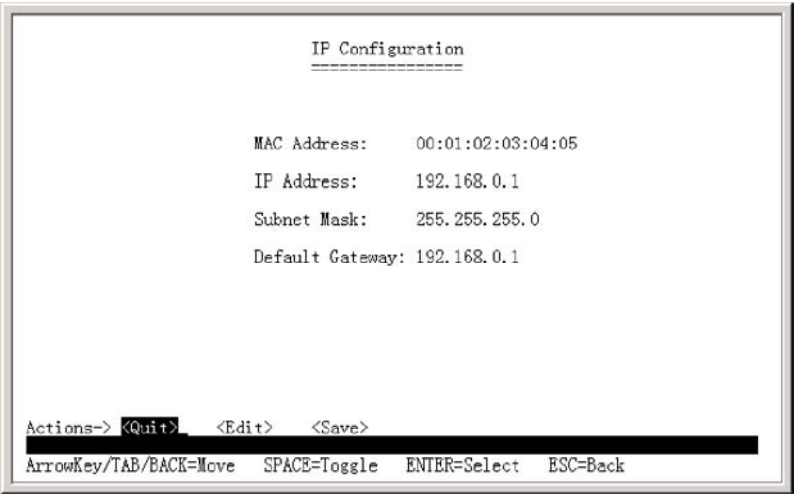 IP Configuration
================
MAC Address: 00:01:02:03:04:05
IP Address: 192.168.0.1
Subnet Mask: 255.255.255.0
Default Gateway: 192.168.0.1
Actions-> <Quit> <Edit> <Save>
ArrowKey/TAB/BACK=Move SPACE=Toggle ENTER=Select ESC=Back